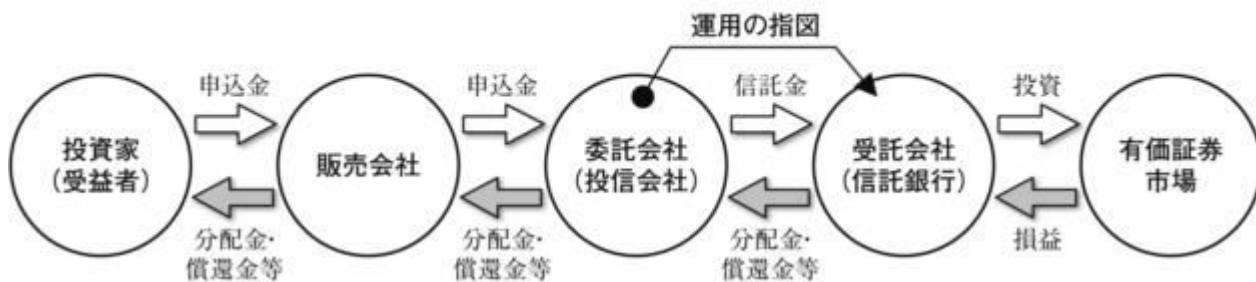 運用の指図
申込金
申込金
信託金
投資
投資家
(受益者)
販売会社
委託会社
(投信会社)
受託会社
(信託銀行)
有価証券
市場
分配金・
償還金等
分配金・
償還金等
分配金・
償還金等
損益